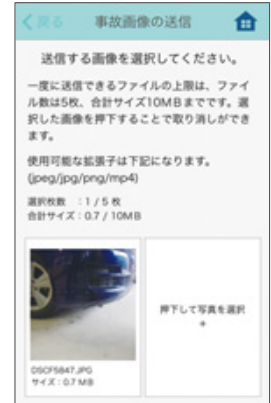 戻る
事故画像の送信
送信する画像を選択してください。
一度に送信できるファイルの上限は、ファイ
ル数は5枚、合計サイズ10MBまでです。選
択した画像を押下することで取り消しができ
ます。
使用可能な拡張子は下記になります。
(jpeg/jpg/png/mp4)
選択枚数 : 1 / 5 枚
合計サイズ : 0.7 / 10MB
押下して写真を選択
+
DSCF5847.JPG
サイズ : 0.7 MB